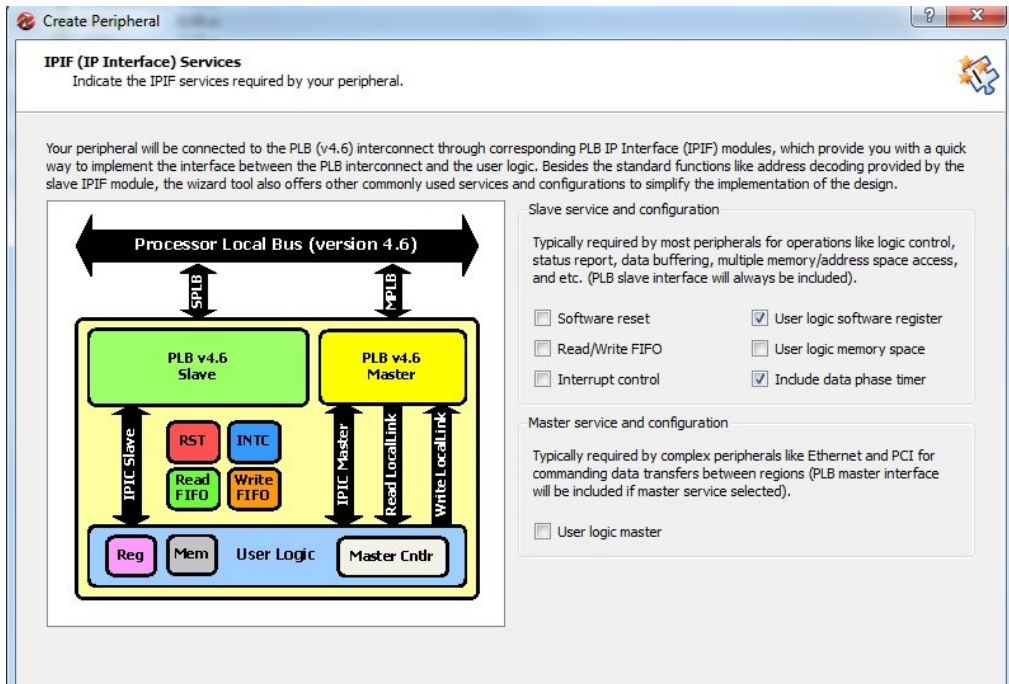 Create Peripheral
IPIF (IP Interface) Services
Indicate the IPIF services required by your peripheral.
Your peripheral will be connected to the PLB (v4.6) interconnect through corresponding PLB IP Interface (IPIF) modules, which provide you with a quick
way to implement the interface between the PLB interconnect and the user logic. Besides the standard functions like address decoding provided by the
slave IPIF module, the wizard tool also offers other commonly used services and configurations to simplify the implementation of the design.
Processor Local Bus (version 4.6)
SPLB
MPLB
PLB v4.6
Slave
PLB v4.6
Master
IPIC Slave
RST
INTC
Read
FIFO
Write
FIFO
IPIC Master
Read LocalLink
Write LocalLink
Reg
Mem
User Logic
Master Cntlr
Slave service and configuration
Typically required by most peripherals for operations like logic control,
status report, data buffering, multiple memory/address space access,
and etc. (PLB slave interface will always be included).
Software reset
User logic software register
Read/Write FIFO
User logic memory space
Interrupt control
Include data phase timer
Master service and configuration
Typically required by complex peripherals like Ethernet and PCI for
commanding data transfers between regions (PLB master interface
will be included if master service selected).
User logic master